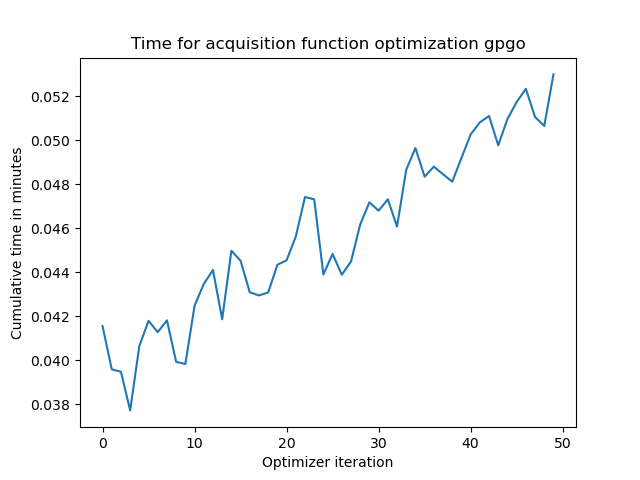 Time for acquisition function optimization gpgo
Cumulative time in minutes
0.052
0.050
0.048
0.046
0.044
0.042
0.040
0.038
0 10 20 30 40 50
Optimizer iteration